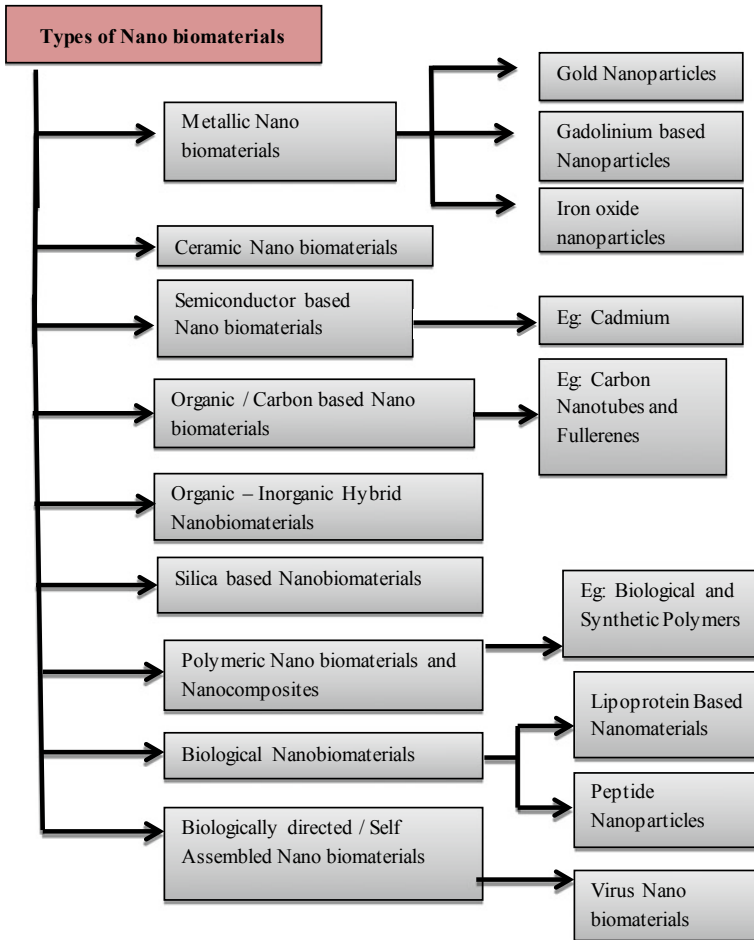 Types of Nano biomaterials
Metallic Nano
biomaterials
Gold Nanoparticles
Gadolinium based
Nanoparticles
Iron oxide
nanoparticles
Ceramic Nano biomaterials
Semiconductor based
Nano biomaterials
Eg: Cadmium
Organic / Carbon based Nano
biomaterials
Eg: Carbon
Nanotubes and
Fullerenes
Organic – Inorganic Hybrid
Nanobiomaterials
Silica based Nanobiomaterials
Polymeric Nano biomaterials and
Nanocomposites
Eg: Biological and
Synthetic Polymers
Biological Nanobiomaterials
Lipoprotein Based
Nanomaterials
Peptide
Nanoparticles
Biologically directed / Self
Assembled Nano biomaterials
Virus Nano
biomaterials